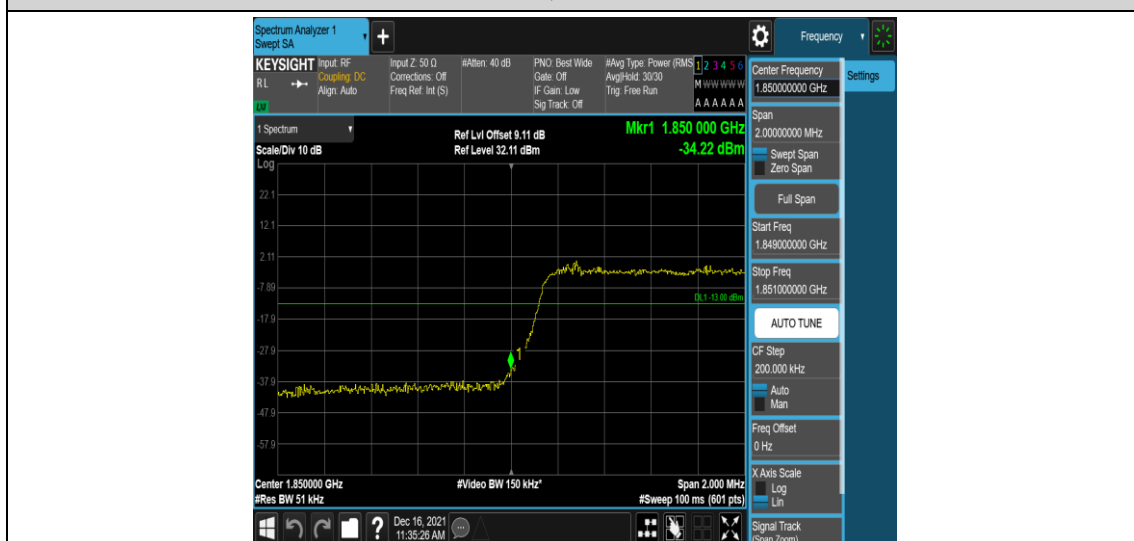 Spectrum Analyzer 1
Swept SA
+
Frequency
KEYSIGHT
RL
LW
Input: RF
Coupling: DC
Align: Auto
Input Z: 50 Ω
Corrections: Off
Freq Ref: Int (S)
#Atten: 40 dB
PNO: Best Wide
Gate: Off
IF Gain: Low
Sig Track: Off
#Avg Type: Power (RMS
Avg|Hold: 30/30
Trig: Free Run
1 2 3 4 5 6
M W W W W W
A A A A A A
1 Spectrum
Scale/Div 10 dB
Log
Ref Lvl Offset 9.11 dB
Ref Level 32.11 dBm
Mkr1 1.850 000 GHz
-34.22 dBm
22.1
12.1
2.11
-7.89
DL1 -13.00 dBm
-17.9
-27.9
1
-37.9
-47.9
-57.9
Center 1.850000 GHz
#Res BW 51 kHz
#Video BW 150 kHz*
Span 2.000 MHz
#Sweep 100 ms (601 pts)
?
Dec 16, 2021
11:35:26 AM
Center Frequency
1.850000000 GHz
Settings
Span
2.00000000 MHz
Swept Span
Zero Span
Full Span
Start Freq
1.849000000 GHz
Stop Freq
1.851000000 GHz
AUTO TUNE
CF Step
200.000 kHz
Auto
Man
Freq Offset
0 Hz
X Axis Scale
Log
Lin
Signal Track
(Span Zoom)